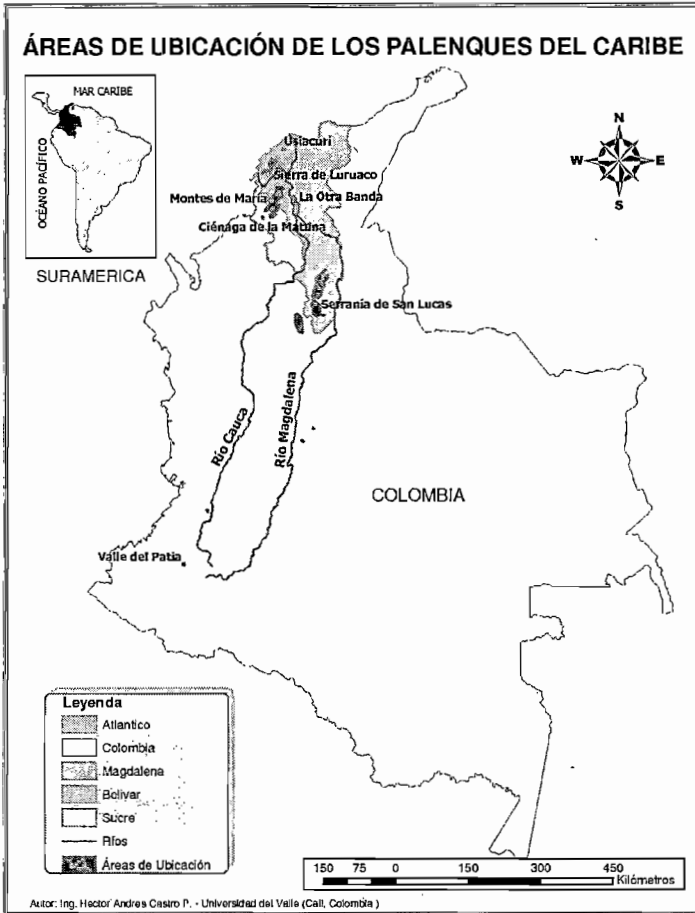 ÁREAS DE UBICACIÓN DE LOS PALENQUES DEL CARIBE
MAR CARIBE
OCÉANO PACÍFICO
SURAMERICA
N
W
E
S
Usiacurí
Sierra de Luruaco
Montes de María
La Otra Banda
Ciénaga de la Matuna
Serranía de San Lucas
Río Cauca
Río Magdalena
COLOMBIA
Valle del Patía
Leyenda
Atlantico
Colombia
Magdalena
Bolivar
Sucre
Ríos
Áreas de Ubicación
150 75 0 150 300 450
Kilómetros
Autor: Ing. Hector Andres Castro P. - Universidad del Valle (Cali, Colombia )